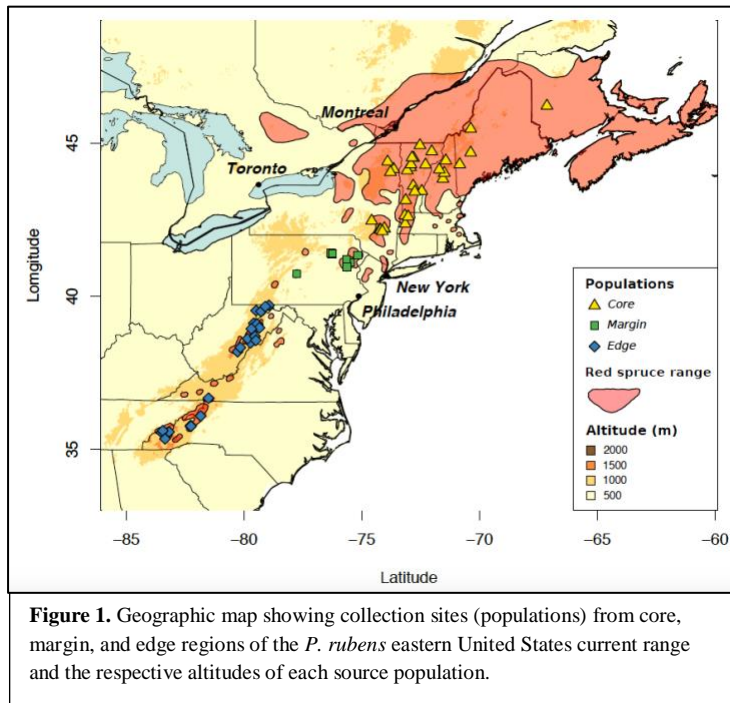 Montreal
45
Toronto
Longitude
40
New York
Philadelphia
35
Populations
Core
Margin
Edge
Red spruce range
Altitude (m)
2000
1500
1000
500
−85
−80
−75
−70
−65
−60
Latitude
Figure 1. Geographic map showing collection sites (populations) from core,
margin, and edge regions of the P. rubens eastern United States current range
and the respective altitudes of each source population.